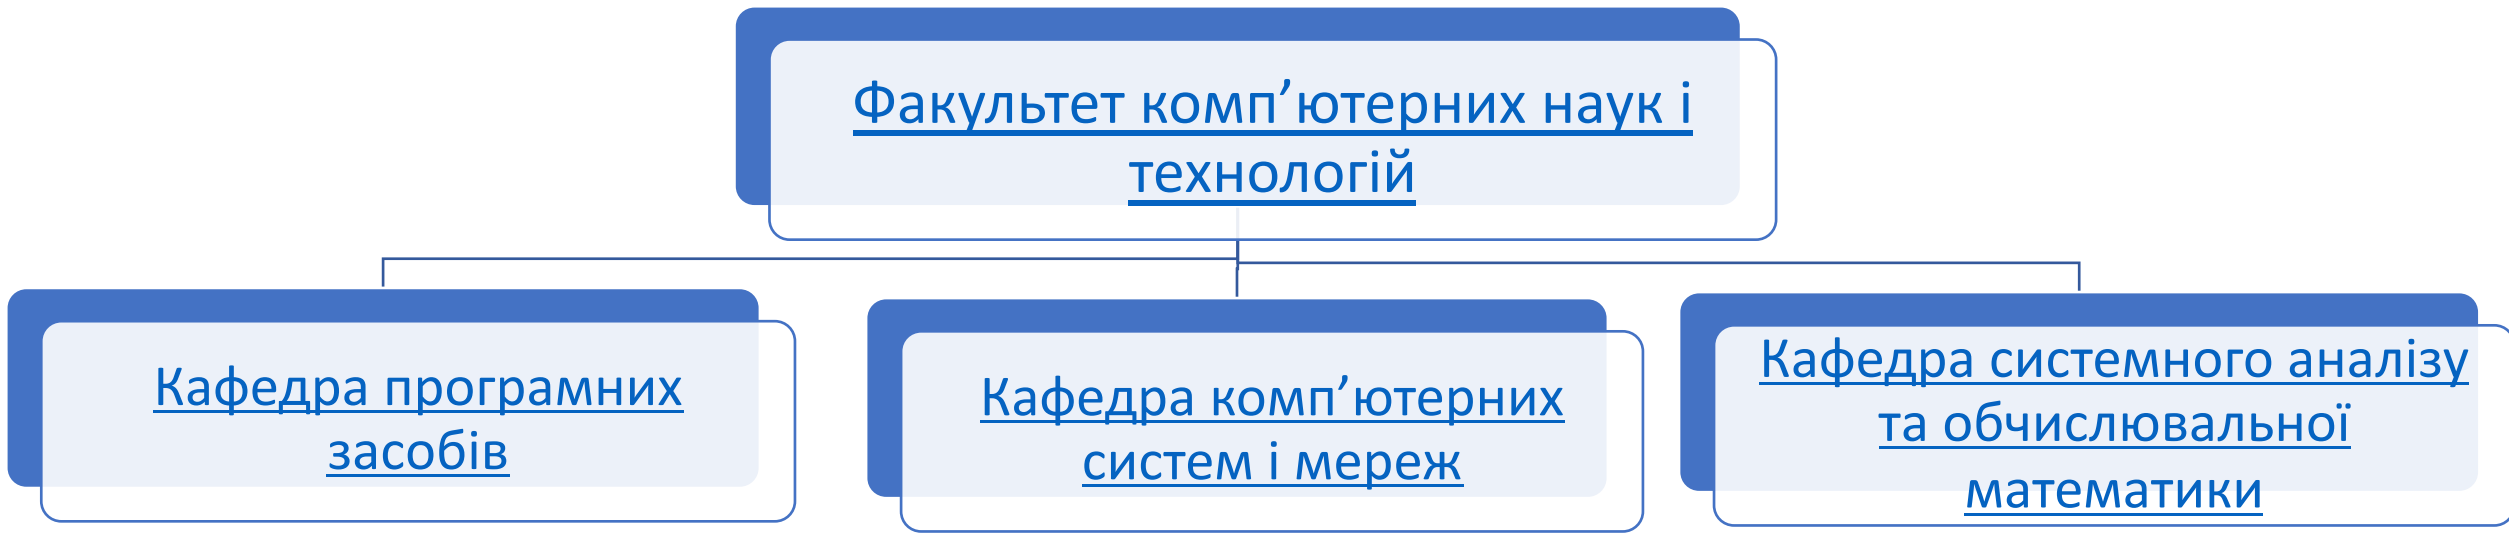 Факультет комп’ютерних наук і
технологій
Кафедра програмних
засобів
Кафедра комп’ютерних
систем і мереж
Кафедра системного аналізу
та обчислювальної
математики